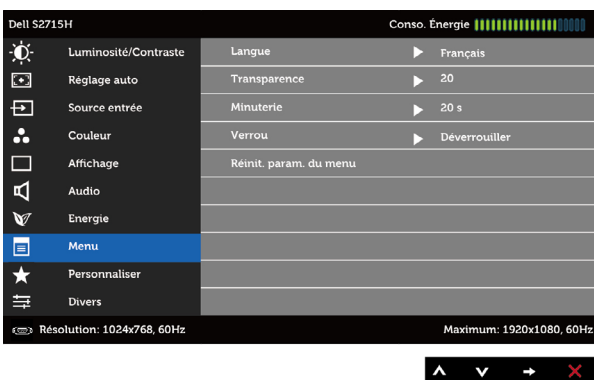 Dell S2715H Conso. Énergie
Luminosité/Contraste Langue Français
Réglage auto Transparence 20
Source entrée Minuterie 20 s
Couleur Verrou Déverrouiller
Affichage Réinit. param. du menu
Audio
Energie
Menu
Personnaliser
Divers
Résolution: 1024x768, 60Hz Maximum: 1920x1080, 60Hz